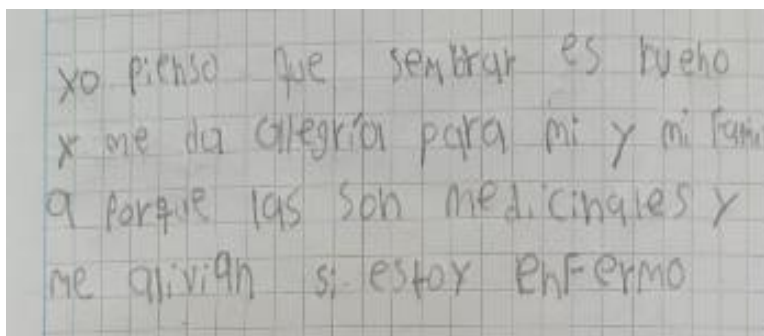 yo pienso que sembrar es bueno
y me da alegría para mi y mi Fami
a porque las son medicinales y
me alivian si estoy enFermo